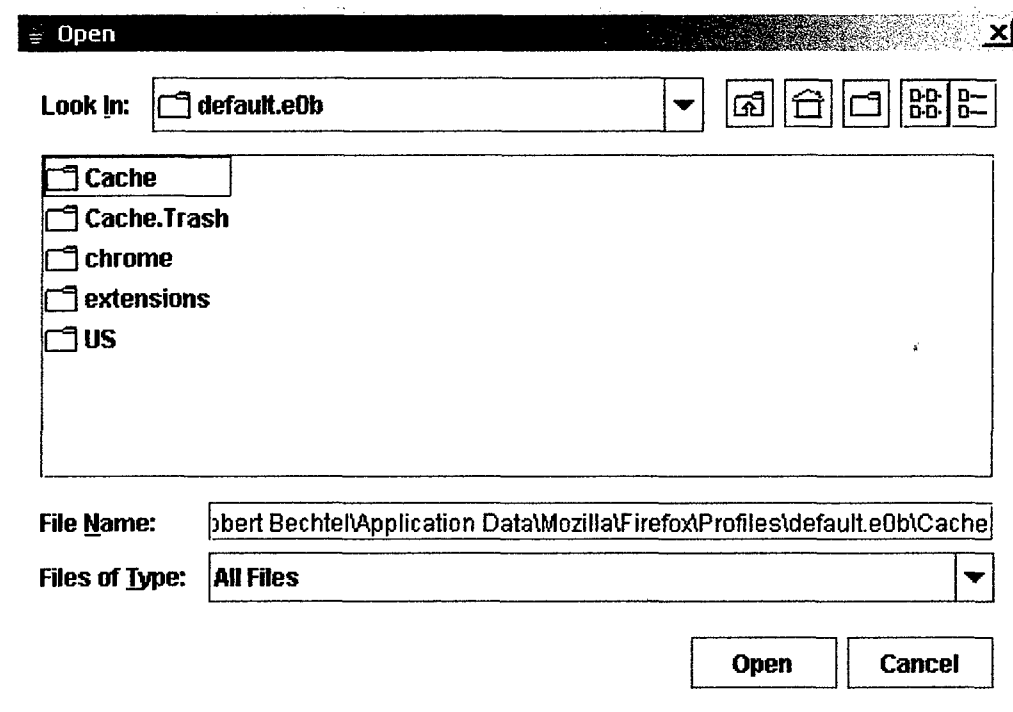 Open
Look In: default.e0b
Cache
Cache.Trash
chrome
extensions
US
File Name: Bechtel\Application Data\Mozilla\Firefox\Profiles\default.e0b\Cache
Files of Type: All Files
Open Cancel